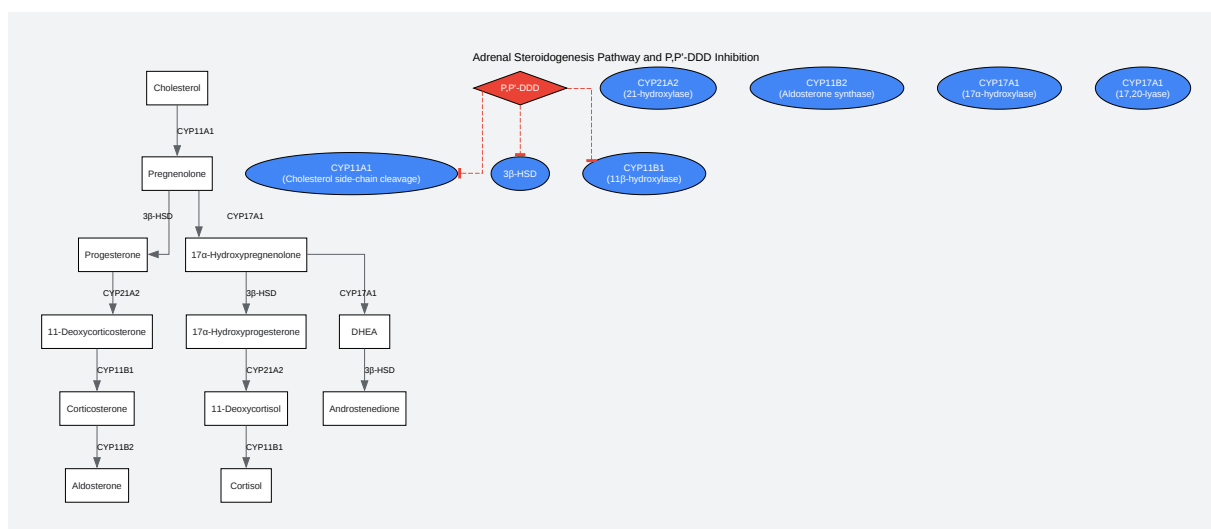 Adrenal Steroidogenesis Pathway and P,P'-DDD Inhibition
Cholesterol
P,P'-DDD
CYP21A2
(21-hydroxylase)
CYP11B2
(Aldosterone synthase)
CYP17A1
(17α-hydroxylase)
CYP17A1
(17,20-lyase)
CYP11A1
Pregnenolone
CYP11A1
(Cholesterol side-chain cleavage)
3β-HSD
CYP11B1
(11β-hydroxylase)
3β-HSD
CYP17A1
Progesterone
17α-Hydroxypregnenolone
CYP21A2
3β-HSD
CYP17A1
11-Deoxycorticosterone
17α-Hydroxyprogesterone
DHEA
CYP11B1
CYP21A2
3β-HSD
Corticosterone
11-Deoxycortisol
Androstenedione
CYP11B2
CYP11B1
Aldosterone
Cortisol